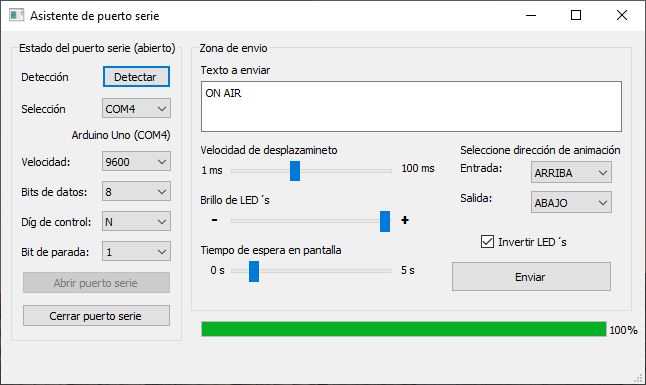 Asistente de puerto serie
Estado del puerto serie (abierto)
Detección
Detectar
Selección
COM4
Arduino Uno (COM4)
Velocidad:
9600
Bits de datos:
8
Díg de control:
N
Bit de parada:
1
Abrir puerto serie
Cerrar puerto serie
Zona de envio
Texto a enviar
ON AIR
Velocidad de desplazamineto
1 ms
100 ms
Brillo de LED´s
-
+
Tiempo de espera en pantalla
0 s
5 s
Seleccione dirección de animación
Entrada:
ARRIBA
Salida:
ABAJO
Invertir LED´s
Enviar
100%